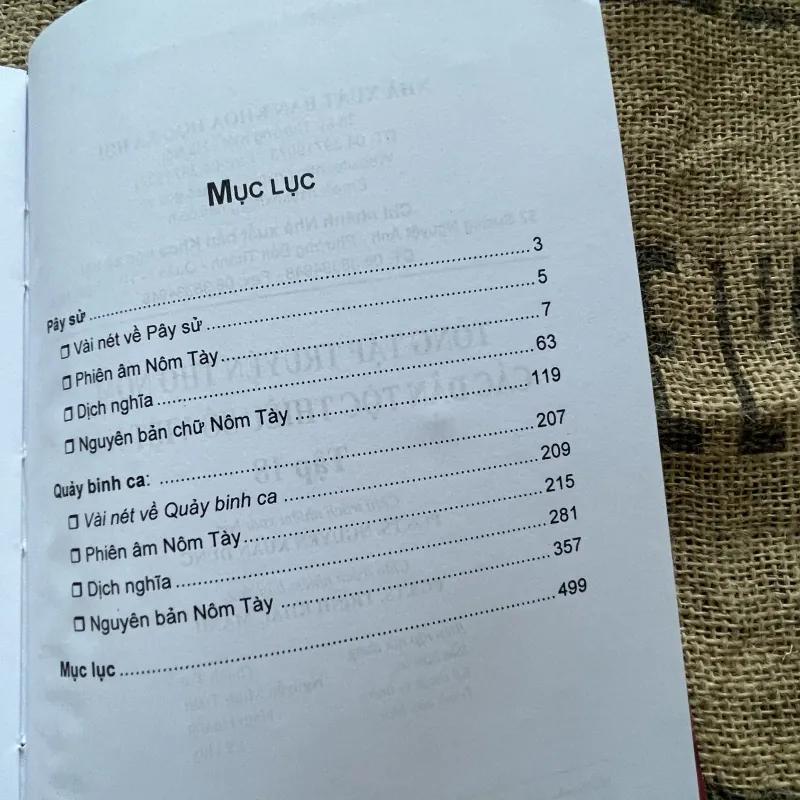 MỤC LỤC
Pây sử ........ 3
❒ Vài nét về Pây sử ........ 5
❒ Phiên âm Nôm Tày ........ 7
❒ Dịch nghĩa ........ 63
❒ Nguyên bản chữ Nôm Tày ........ 119
Quảy binh ca: ........ 207
❒ Vài nét về Quảy binh ca ........ 209
❒ Phiên âm Nôm Tày ........ 215
❒ Dịch nghĩa ........ 281
❒ Nguyên bản Nôm Tày ........ 357
Mục lục ........ 499